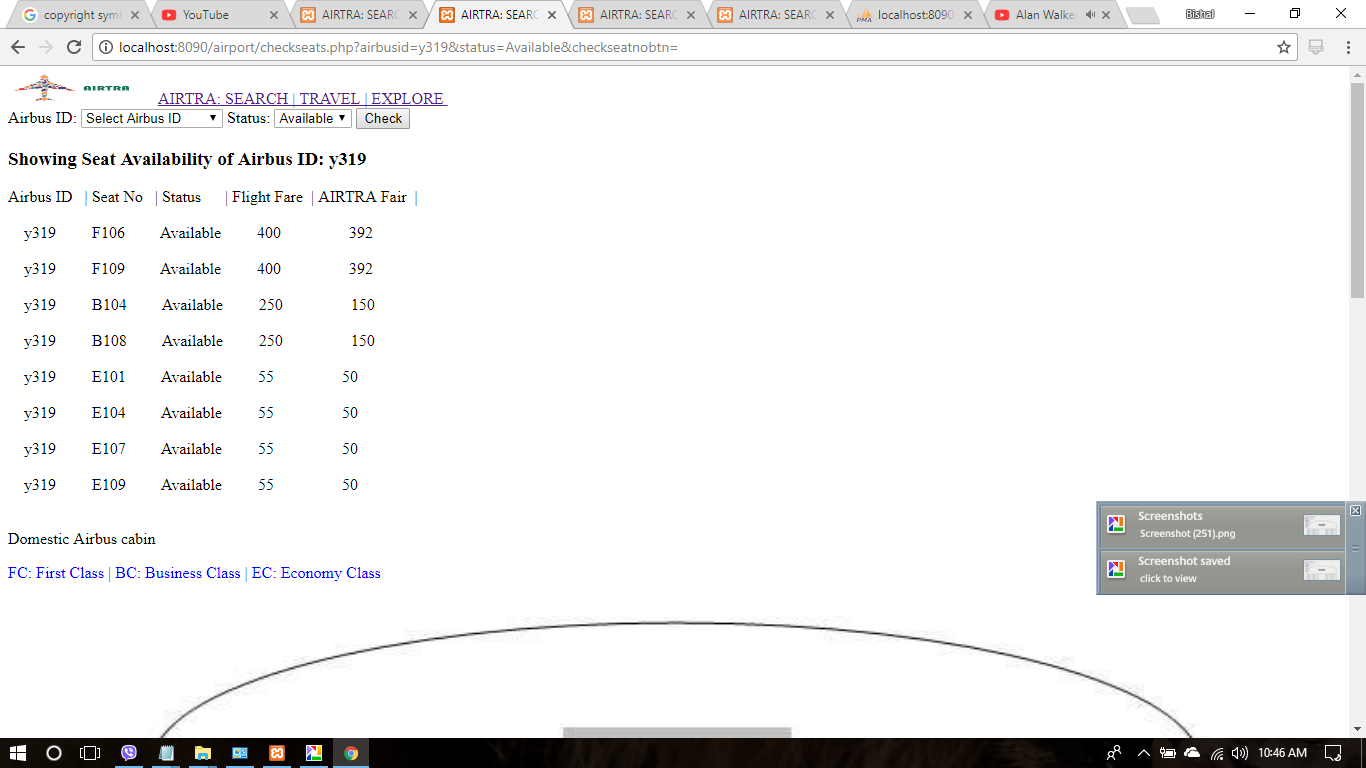 copyright syml
YouTube
AIRTRA: SEARC
AIRTRA: SEARC
AIRTRA: SEARC
AIRTRA: SEARC
localhost:8090
Alan Walke
Bishal
localhost:8090/airport/checkseats.php?airbusid=y319&status=Available&checkseatnobtn=
AIRTRA AIRTRA: SEARCH | TRAVEL | EXPLORE
Airbus ID: Select Airbus ID Status: Available Check
Showing Seat Availability of Airbus ID: y319
Airbus ID | Seat No | Status | Flight Fare | AIRTRA Fair |
y319 F106 Available 400 392
y319 F109 Available 400 392
y319 B104 Available 250 150
y319 B108 Available 250 150
y319 E101 Available 55 50
y319 E104 Available 55 50
y319 E107 Available 55 50
y319 E109 Available 55 50
Screenshots
Screenshot (251).png
Screenshot saved
click to view
Domestic Airbus cabin
FC: First Class | BC: Business Class | EC: Economy Class
10:46 AM